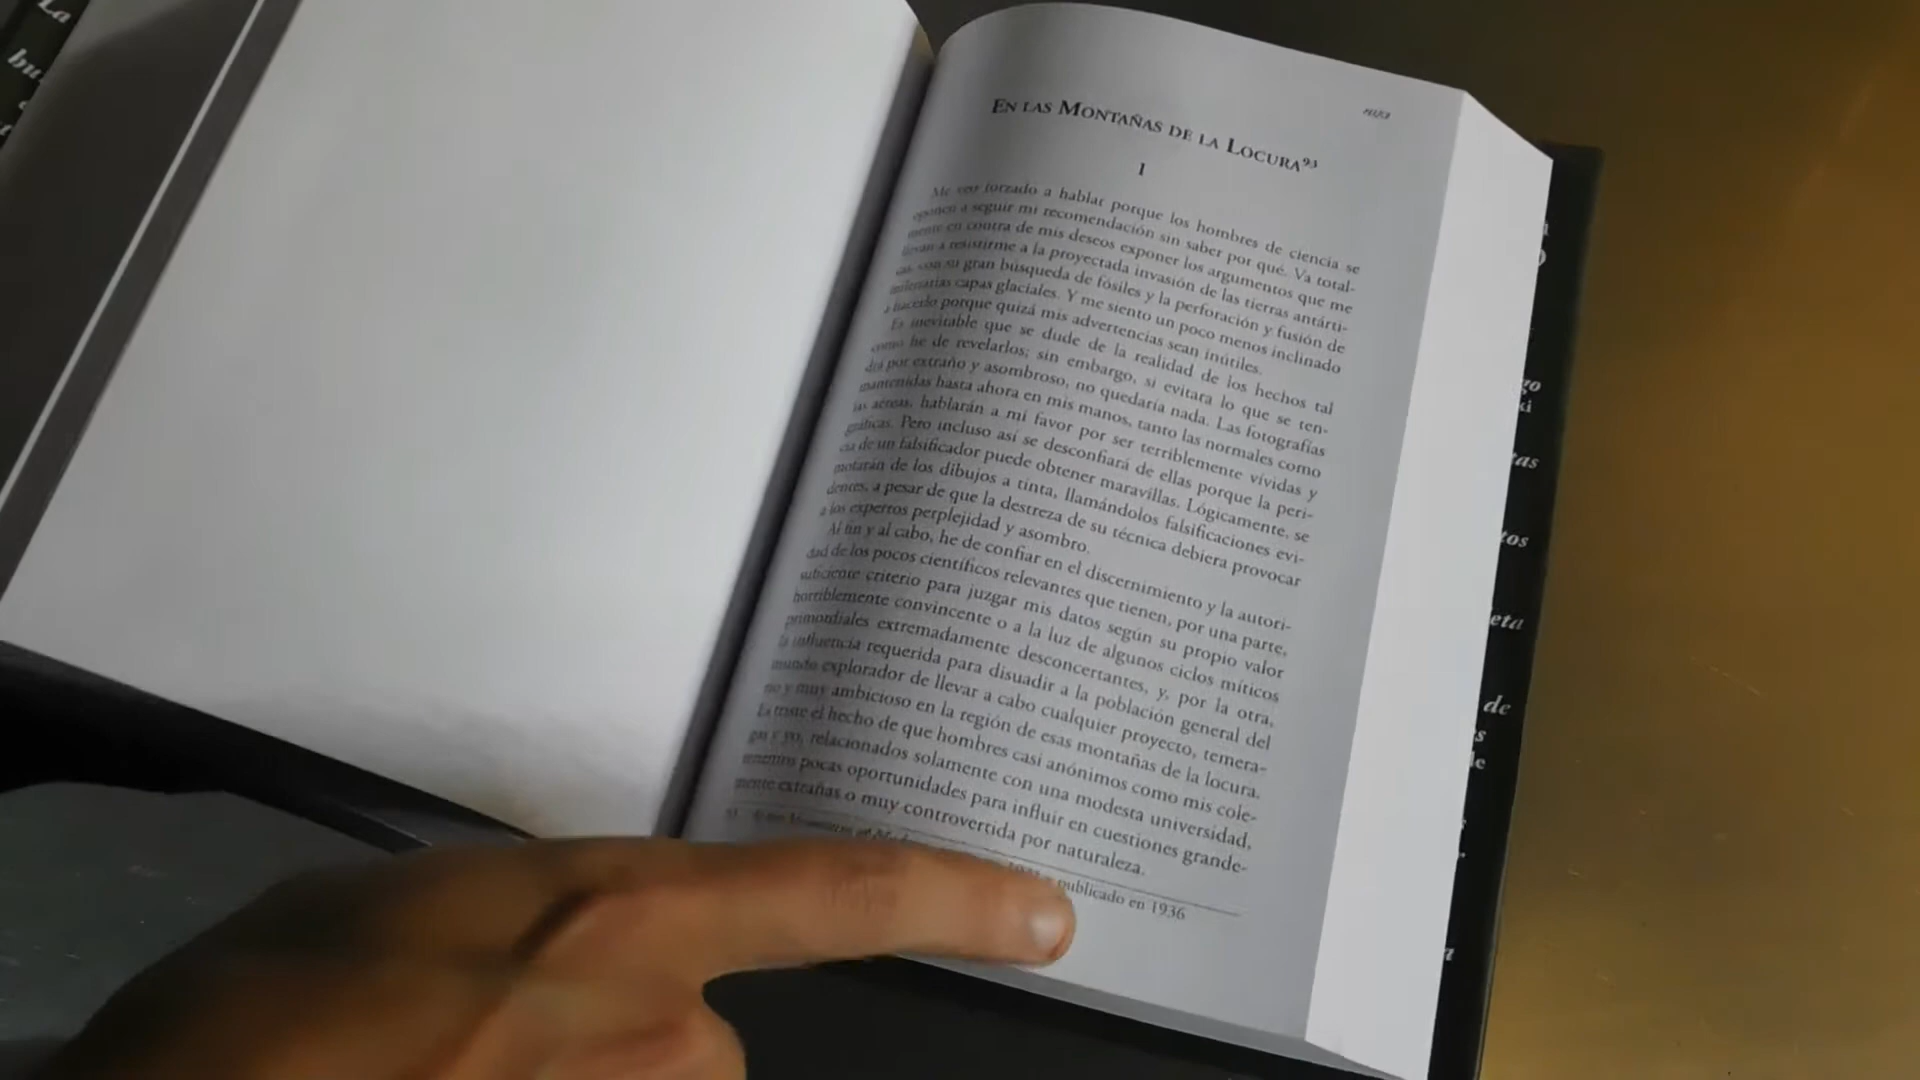 La
bu
EN LAS MONTAÑAS DE LA LOCURA⁹³
I
Me veo forzado a hablar porque los hombres de ciencia se
oponen a seguir mi recomendación sin saber por qué. Va total-
mente en contra de mis deseos exponer los argumentos que me
llevan a resistirme a la proyectada invasión de las tierras antárti-
cas, con su gran búsqueda de fósiles y la perforación y fusión de
milenarias capas glaciales. Y me siento un poco menos inclinado
a hacerlo porque quizá mis advertencias sean inútiles.
Es inevitable que se dude de la realidad de los hechos tal
como he de revelarlos; sin embargo, si evitara lo que se ten-
drá por extraño y asombroso, no quedaría nada. Las fotografías
mantenidas hasta ahora en mis manos, tanto las normales como
las aéreas, hablarán a mi favor por ser terriblemente vívidas y
gráficas. Pero incluso así se desconfiará de ellas porque la peri-
cia de un falsificador puede obtener maravillas. Lógicamente, se
mofarán de los dibujos a tinta, llamándolos falsificaciones evi-
dentes, a pesar de que la destreza de su técnica debiera provocar
a los expertos perplejidad y asombro.
Al fin y al cabo, he de confiar en el discernimiento y la autori-
dad de los pocos científicos relevantes que tienen, por una parte,
suficiente criterio para juzgar mis datos según su propio valor
horriblemente convincente o a la luz de algunos ciclos míticos
primordiales extremadamente desconcertantes, y, por la otra,
la influencia requerida para disuadir a la población general del
mundo explorador de llevar a cabo cualquier proyecto, temera-
rio y muy ambicioso en la región de esas montañas de la locura.
Es triste el hecho de que hombres casi anónimos como mis cole-
gas y yo, relacionados solamente con una modesta universidad,
tenemos pocas oportunidades para influir en cuestiones grande-
mente extrañas o muy controvertida por naturaleza.
publicado en 1936
go
ki
tas
tos
eta
de
s
le